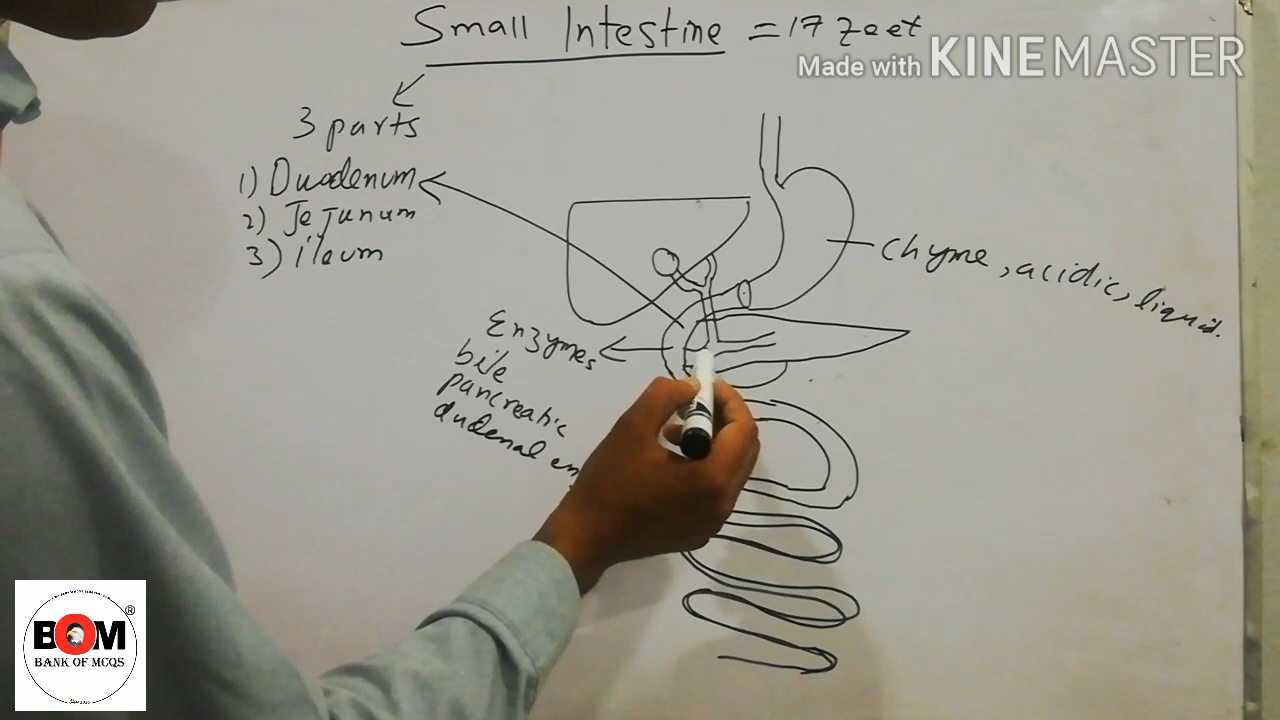 Small Intestine = 17 feet
Made with KINEMASTER
3 parts
1) Duodenum
2) Jejunum
3) ileum
Chyme, acidic, liquid.
Enzymes
bile
pancreatic
dudenal en
BOM ®
BANK OF MCQS